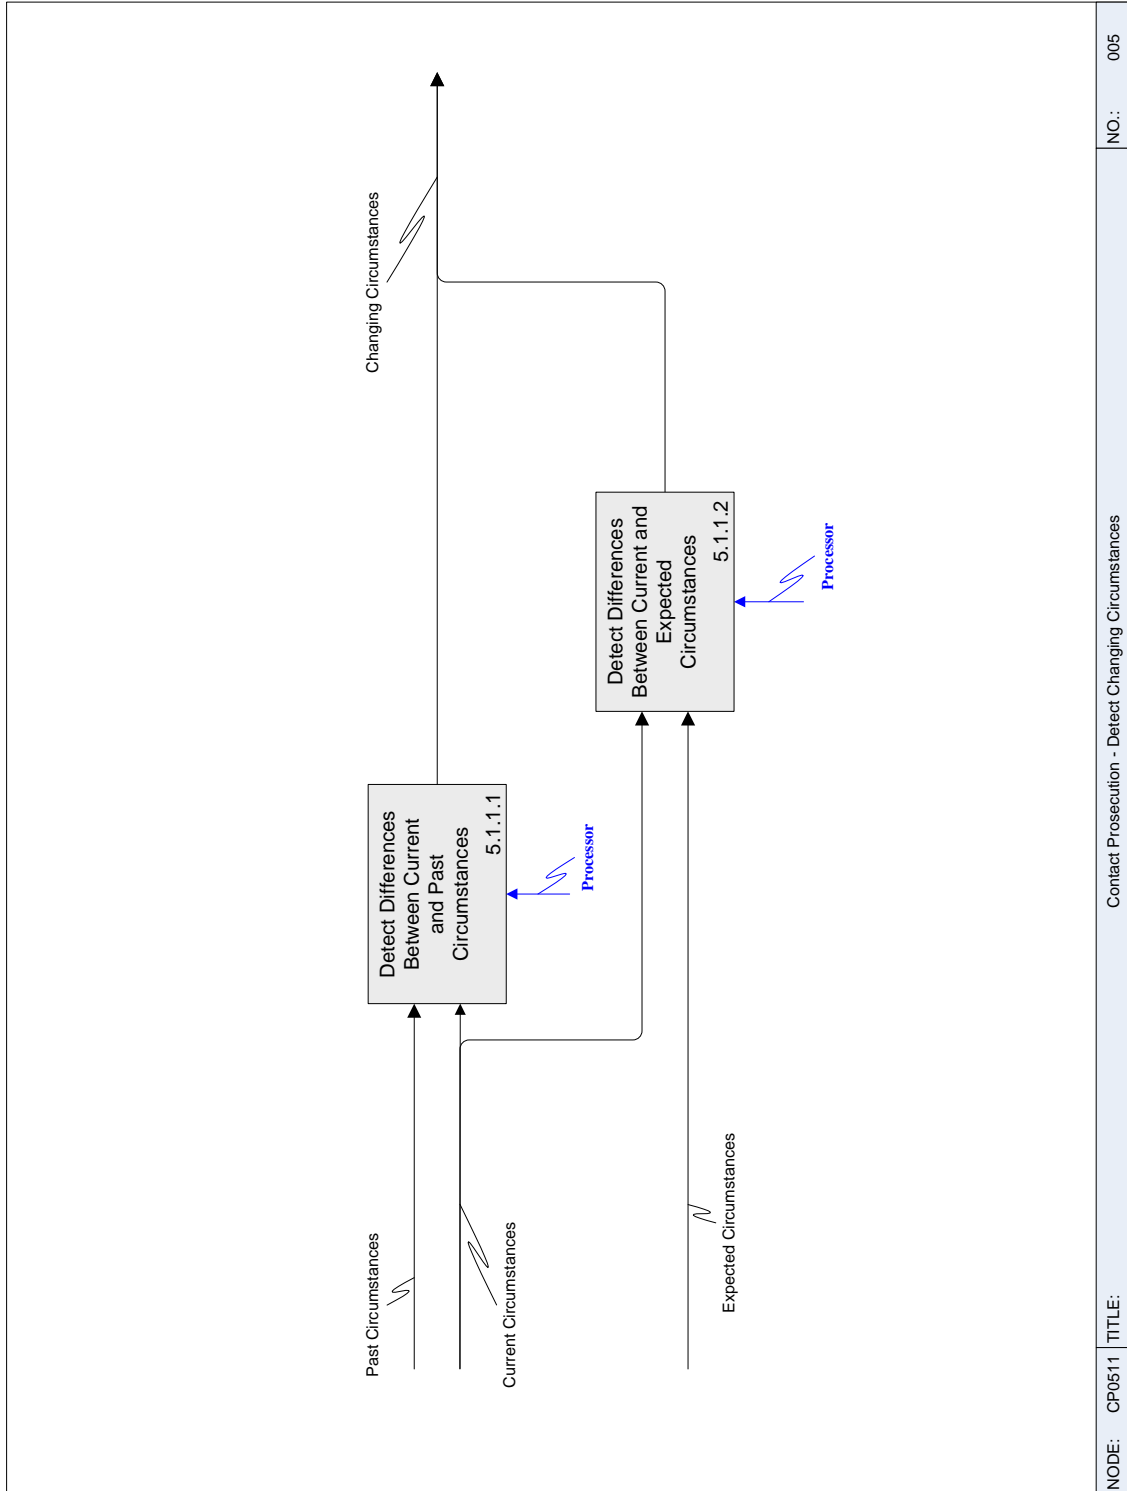 Changing Circumstances
Past Circumstances
Detect Differences
Between Current
and Past
Circumstances
5.1.1.1
Processor
Current Circumstances
Detect Differences
Between Current and
Expected
Circumstances
5.1.1.2
Processor
Expected Circumstances
NODE: CP0511 TITLE: Contact Prosecution - Detect Changing Circumstances NO.: 005